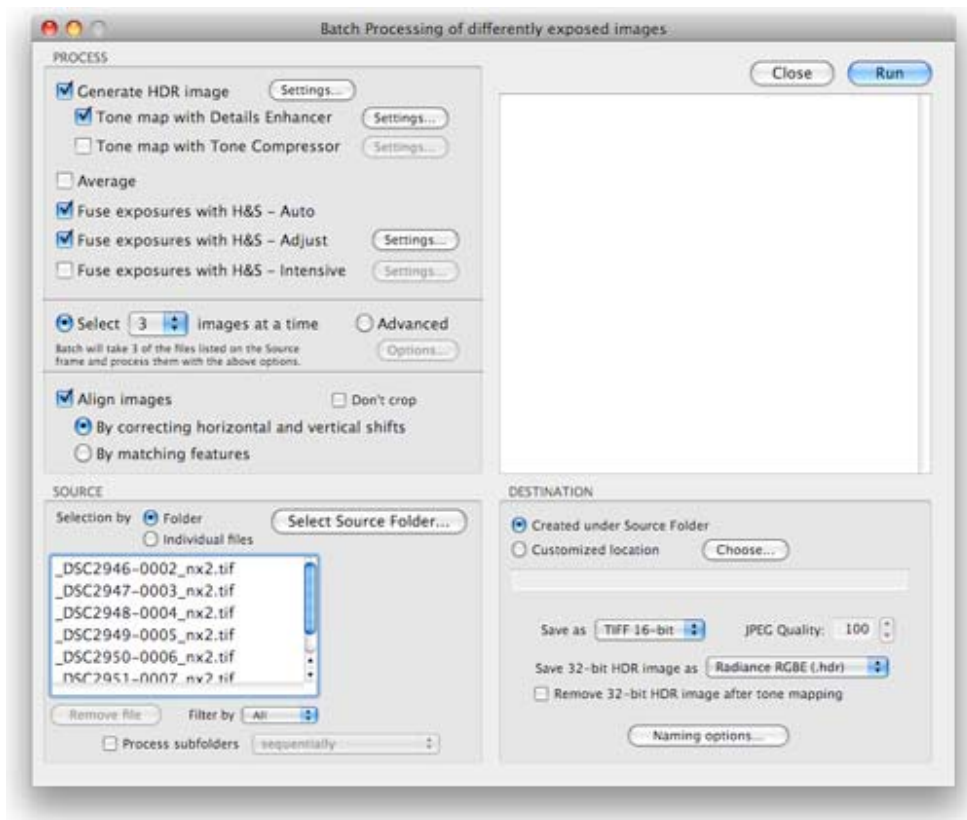 Batch Processing of differently exposed images
PROCESS
Close
Run
Generate HDR image
Settings...
Tone map with Details Enhancer
Settings...
Tone map with Tone Compressor
Settings...
Average
Fuse exposures with H&S - Auto
Fuse exposures with H&S - Adjust
Settings...
Fuse exposures with H&S - Intensive
Settings...
Select 3 images at a time
Advanced
Batch will take 3 of the files listed on the Source
frame and process them with the above options.
Options...
Align images
Don't crop
By correcting horizontal and vertical shifts
By matching features
SOURCE
Selection by Folder
Individual files
Select Source Folder...
_DSC2946-0002_nx2.tif
_DSC2947-0003_nx2.tif
_DSC2948-0004_nx2.tif
_DSC2949-0005_nx2.tif
_DSC2950-0006_nx2.tif
_DSC2951-0007_nx2.tif
Remove file
Filter by All
Process subfolders sequentially
DESTINATION
Created under Source Folder
Customized location
Choose...
Save as TIFF 16-bit
JPEG Quality: 100
Save 32-bit HDR image as Radiance RGBE (.hdr)
Remove 32-bit HDR image after tone mapping
Naming options...